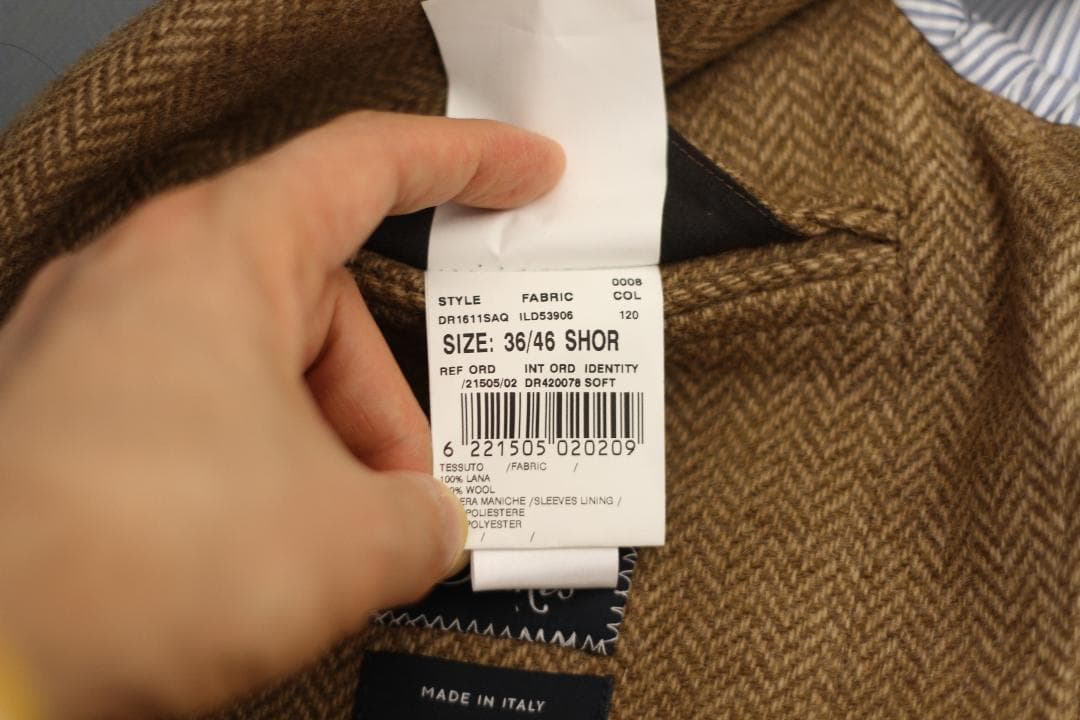 0008
STYLE FABRIC COL
DR1611SAQ ILD53906 120
SIZE: 36/46 SHOR
REF ORD INT ORD IDENTITY
/21505/02 DR420078 SOFT
6 221505 020209
TESSUTO /FABRIC /
100% LANA
% WOOL
MANICHE /SLEEVES LINING /
POLIESTERE
POLYESTER
/ /
MADE IN ITALY